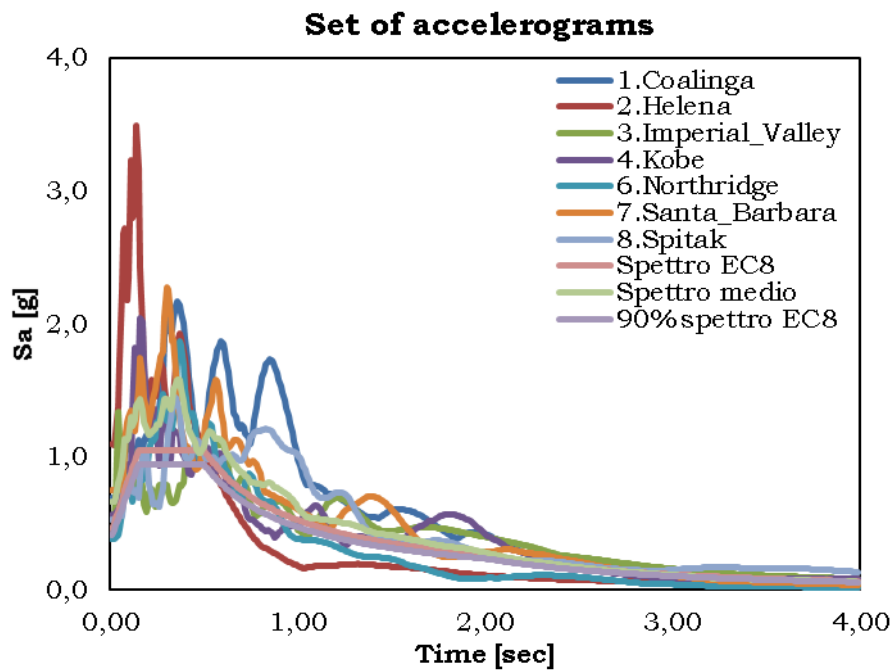 Set of accelerograms
4,0
3,0
2,0
1,0
0,0
Sa [g]
1.Coalinga
2.Helena
3.Imperial_Valley
4.Kobe
6.Northridge
7.Santa_Barbara
8.Spitak
Spettro EC8
Spettro medio
90%spettro EC8
0,00 1,00 2,00 3,00 4,00
Time [sec]